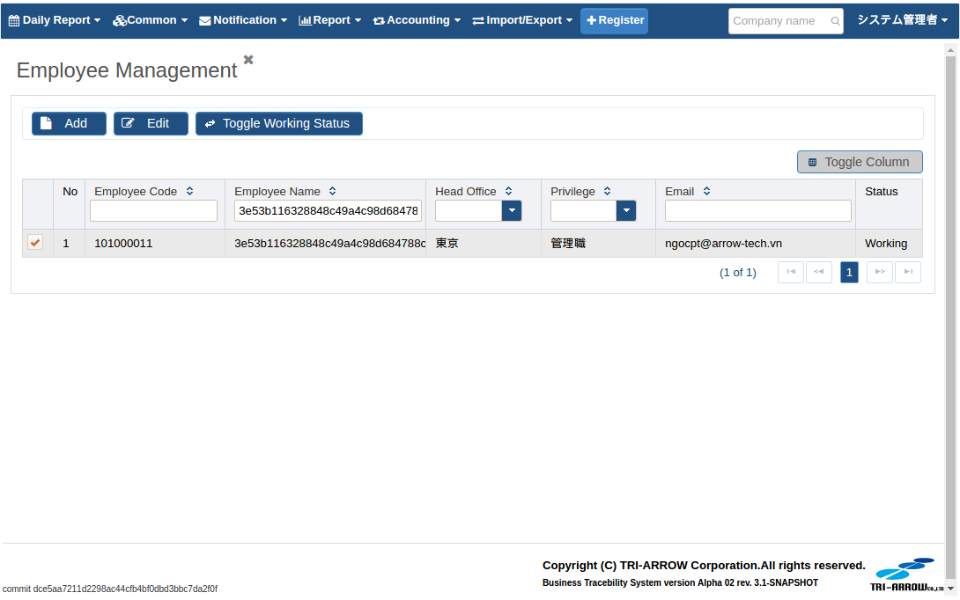 Daily Report Common Notification Report Accounting Import/Export Register Company name システム管理者
Employee Management
Add Edit Toggle Working Status
Toggle Column
No Employee Code Employee Name Head Office Privilege Email Status
3e53b116328848c49a4c98d68478
1 101000011 3e53b116328848c49a4c98d684788c 東京 管理職 ngocpt@arrow-tech.vn Working
(1 of 1) 1
Copyright (C) TRI-ARROW Corporation.All rights reserved.
Business Tracebility System version Alpha 02 rev. 3.1-SNAPSHOT
TRI-ARROW CO.,LTD
commit dce5aa7211d2298ac44cfb4bf0dbd3bbc7da2f0f